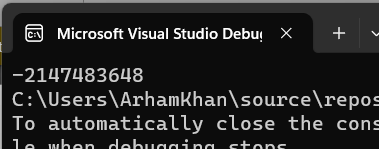 Microsoft Visual Studio Debug
-2147483648
C:\Users\ArhamKhan\source\repos
To automatically close the cons
le when debugging stops